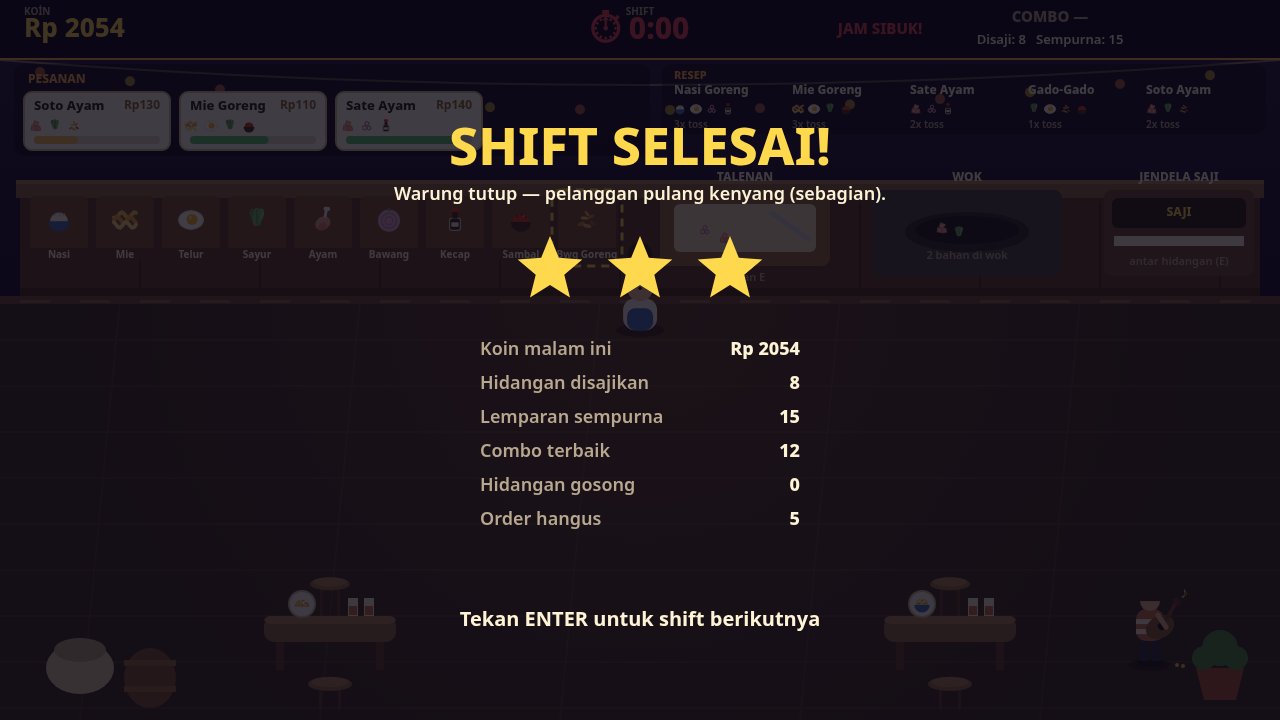 KOIN
Rp 2054
SHIFT
0:00
JAM SIBUK!
COMBO —
Disaji: 8 Sempurna: 15
PESANAN
Soto Ayam Rp130
Mie Goreng Rp110
Sate Ayam Rp140
RESEP
Nasi Goreng
3x toss
Mie Goreng
3x toss
Sate Ayam
2x toss
Gado-Gado
1x toss
Soto Ayam
2x toss
SHIFT SELESAI!
Warung tutup — pelanggan pulang kenyang (sebagian).
TALENAN
WOK
JENDELA SAJI
SAJI
antar hidangan (E)
2 bahan di wok
Nasi
Mie
Telur
Sayur
Ayam
Bawang
Kecap
Sambal
Bwg Goreng
Koin malam ini Rp 2054
Hidangan disajikan 8
Lemparan sempurna 15
Combo terbaik 12
Hidangan gosong 0
Order hangus 5
Tekan ENTER untuk shift berikutnya